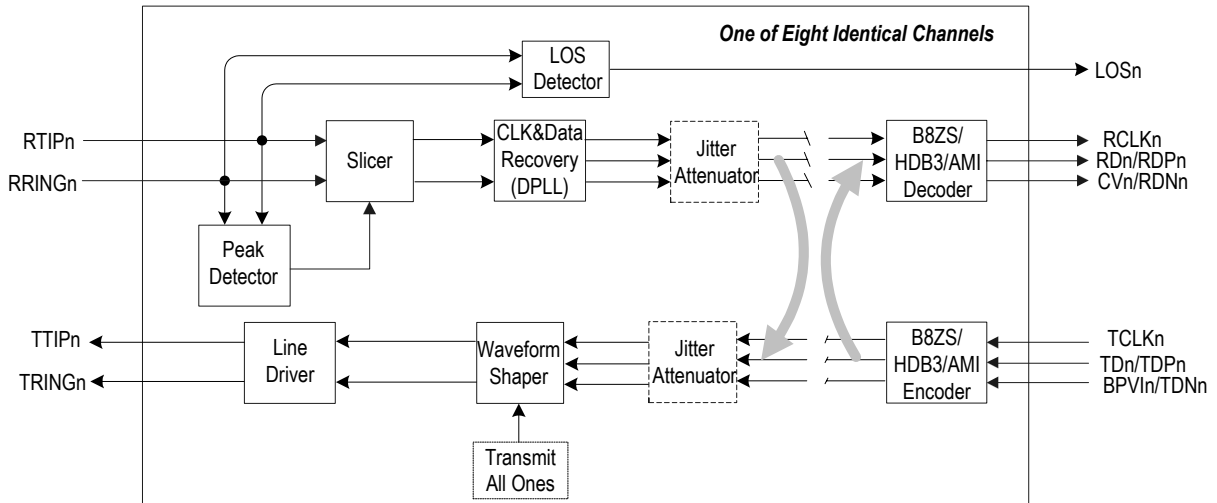 One of Eight Identical Channels
LOS
Detector
LOSn
RTIPn
RRINGn
Slicer
CLK&Data
Recovery
(DPLL)
Jitter
Attenuator
B8ZS/
HDB3/AMI
Decoder
RCLKn
RDn/RDPn
CVn/RDNn
Peak
Detector
TTIPn
TRINGn
Line
Driver
Waveform
Shaper
Jitter
Attenuator
B8ZS/
HDB3/AMI
Encoder
TCLKn
TDn/TDPn
BPVIn/TDNn
Transmit
All Ones